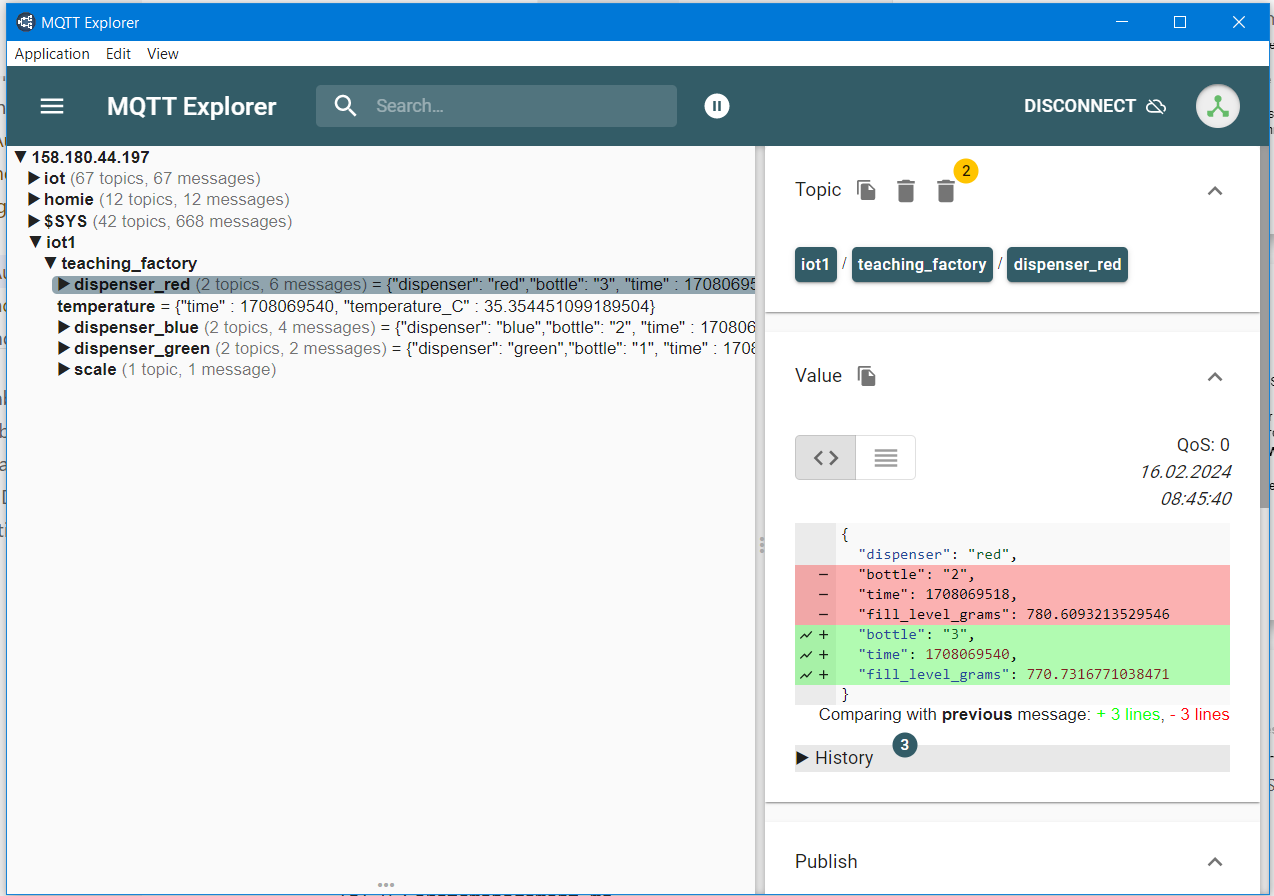 MQTT Explorer
Application Edit View
MQTT Explorer
Search...
DISCONNECT
158.180.44.197
iot (67 topics, 67 messages)
homie (12 topics, 12 messages)
$SYS (42 topics, 668 messages)
iot1
teaching_factory
dispenser_red (2 topics, 6 messages) = {"dispenser": "red","bottle": "3", "time" : 17080695
temperature = {"time" : 1708069540, "temperature_C" : 35.354451099189504}
dispenser_blue (2 topics, 4 messages) = {"dispenser": "blue","bottle": "2", "time" : 170806
dispenser_green (2 topics, 2 messages) = {"dispenser": "green","bottle": "1", "time" : 1708
scale (1 topic, 1 message)
Topic 2
iot1 / teaching_factory / dispenser_red
Value
QoS: 0
16.02.2024
08:45:40
{
"dispenser": "red",
- "bottle": "2",
- "time": 1708069518,
- "fill_level_grams": 780.6093213529546
+ "bottle": "3",
+ "time": 1708069540,
+ "fill_level_grams": 770.7316771038471
}
Comparing with previous message: + 3 lines, - 3 lines
History 3
Publish